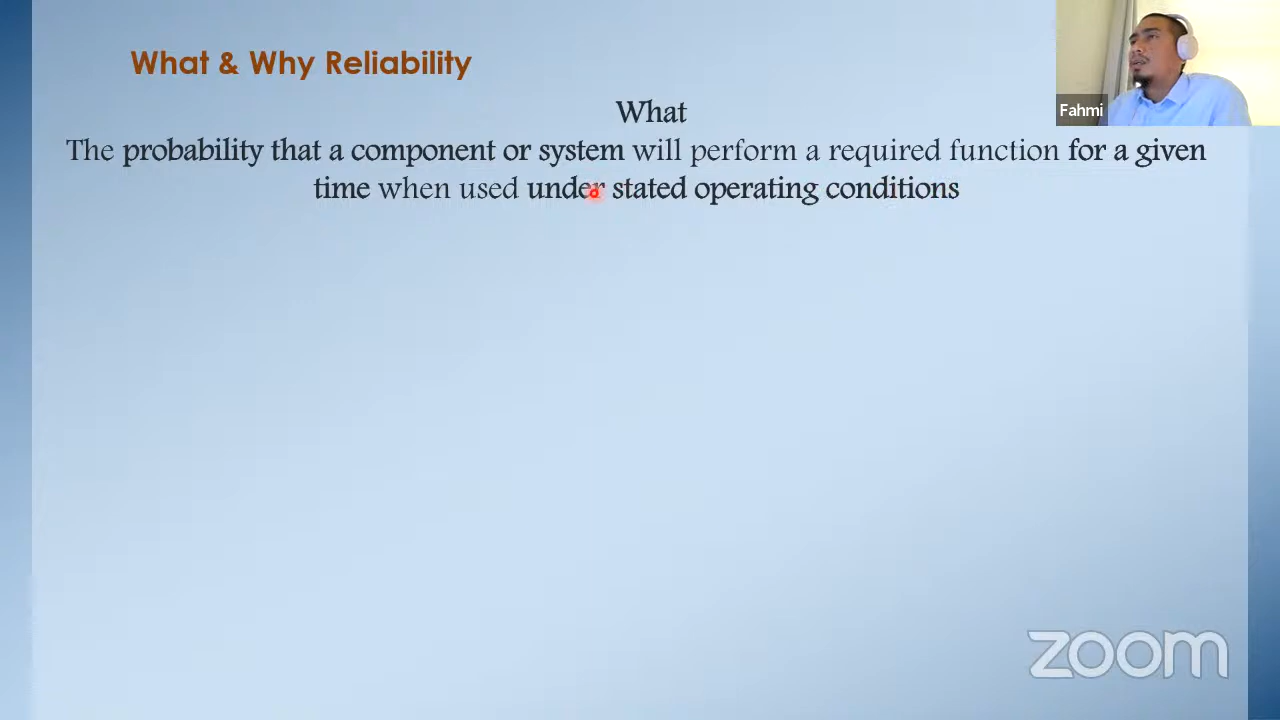 What & Why Reliability
What
The probability that a component or system will perform a required function for a given
time when used under stated operating conditions
Fahmi
zoom